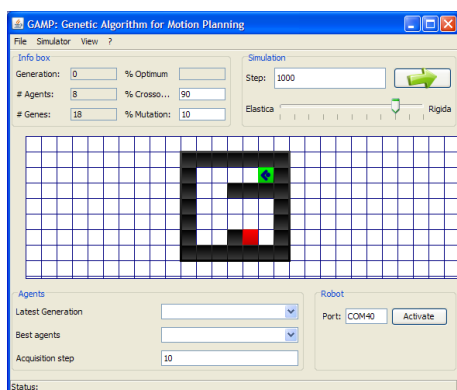 GAMP: Genetic Algorithm for Motion Planning
File Simulator View ?
Info box
Generation: 0 % Optimum
# Agents: 8 % Crosso... 90
# Genes: 18 % Mutation: 10
Simulation
Step: 1000
Elastica Rigida
Agents
Latest Generation
Best agents
Acquisition step 10
Robot
Port: COM40 Activate
Status: